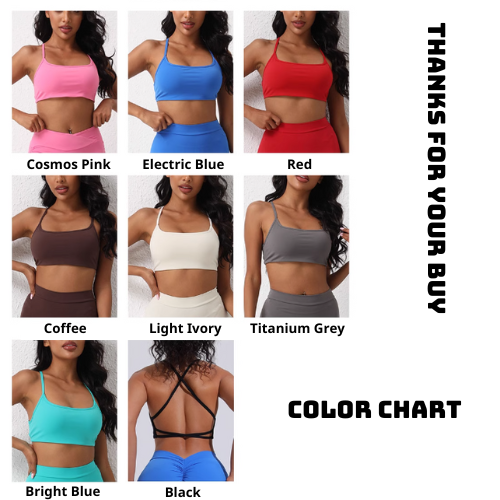 Cosmos Pink
Electric Blue
Red
Coffee
Light Ivory
Titanium Grey
Bright Blue
Black
THANKS FOR YOUR BUY
COLOR CHART